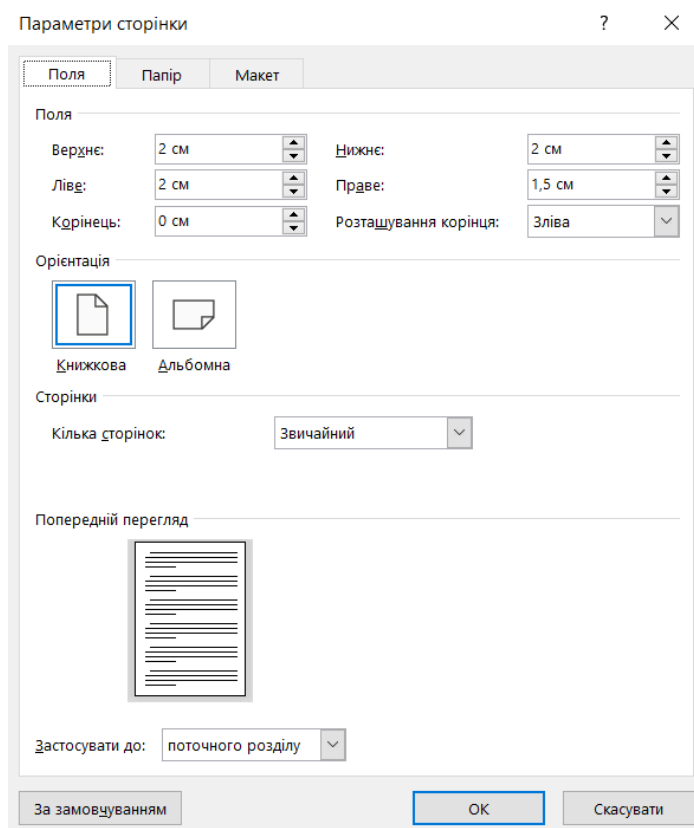 Параметри сторінки ? ×
Поля Папір Макет
Поля
Верхнє: 2 см Нижнє: 2 см
Ліве: 2 см Праве: 1,5 см
Корінець: 0 см Розташування корінця: Зліва
Орієнтація
Книжкова Альбомна
Сторінки
Кілька сторінок: Звичайний
Попередній перегляд
Застосувати до: поточного розділу
За замовчуванням ОК Скасувати